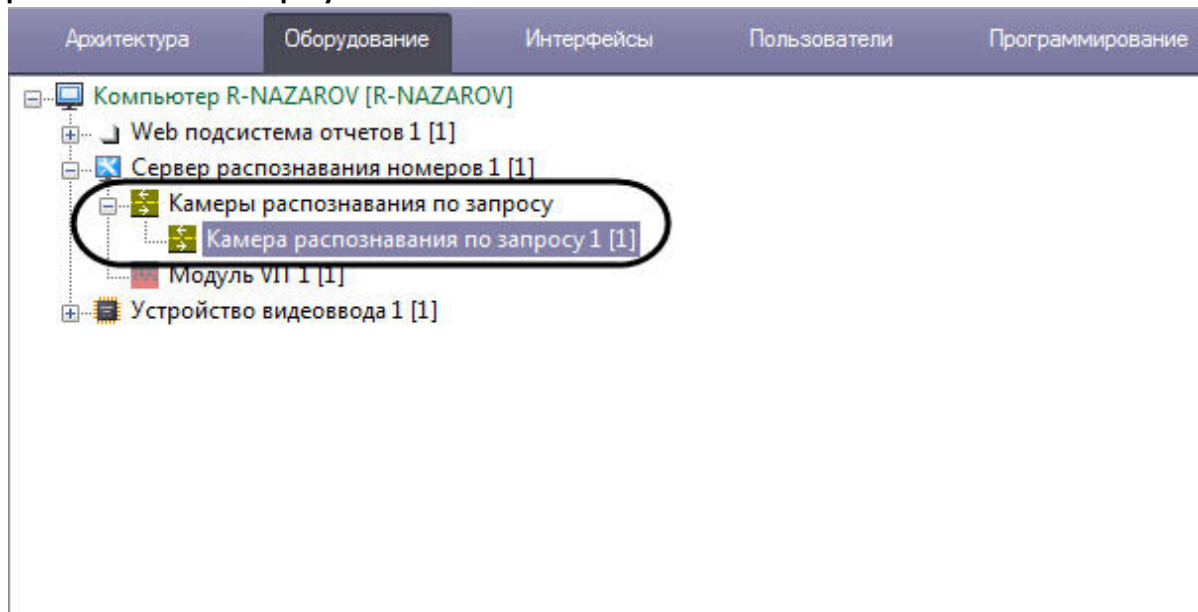 Архитектура Оборудование Интерфейсы Пользователи Программирование
Компьютер R-NAZAROV [R-NAZAROV]
Web подсистема отчетов 1 [1]
Сервер распознавания номеров 1 [1]
Камеры распознавания по запросу
Камера распознавания по запросу 1 [1]
Модуль VIT 1 [1]
Устройство видеоввода 1 [1]